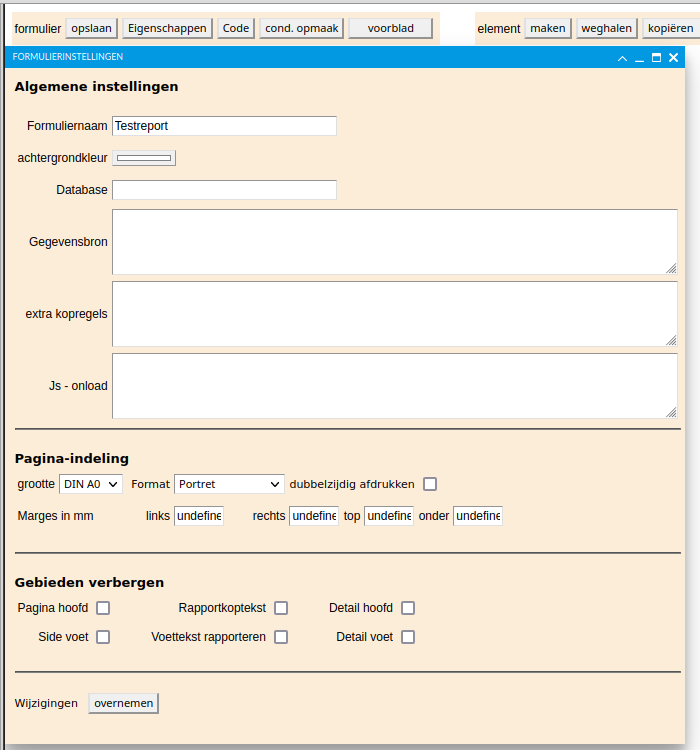 formulier opslaan Eigenschappen Code cond. opmaak voorblad element maken weghalen kopiëren
FORMULIERINSTELLINGEN
Algemene instellingen
Formuliernaam Testreport
achtergrondkleur
Database
Gegevensbron
extra kopregels
Js - onload
Pagina-indeling
grootte DIN A0 Format Portret dubbelzijdig afdrukken
Marges in mm links undefine rechts undefine top undefine onder undefine
Gebieden verbergen
Pagina hoofd Rapportkoptekst Detail hoofd
Side voet Voettekst rapporteren Detail voet
Wijzigingen overnemen